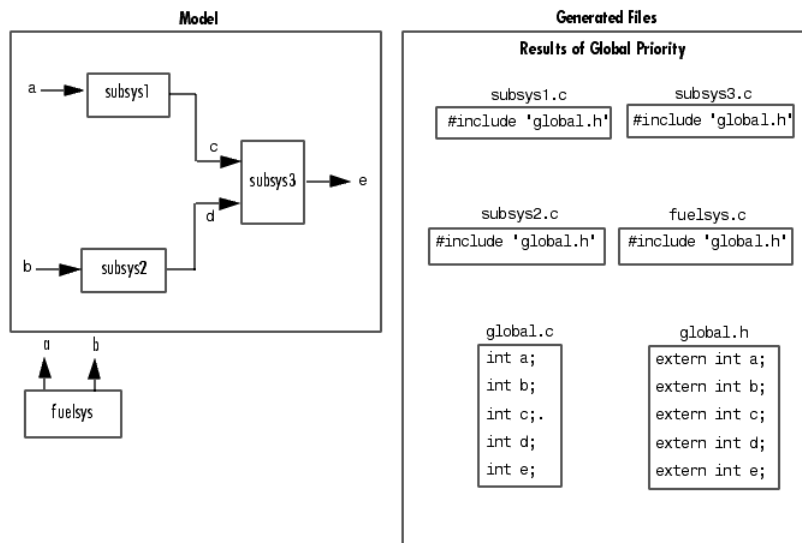 Model
a
subsys1
c
subsys3
e
d
b
subsys2
a b
fuelsys
Generated Files
Results of Global Priority
subsys1.c
#include 'global.h'
subsys3.c
#include 'global.h'
subsys2.c
#include 'global.h'
fuelsys.c
#include 'global.h'
global.c
int a;
int b;
int c;.
int d;
int e;
global.h
extern int a;
extern int b;
extern int c;
extern int d;
extern int e;